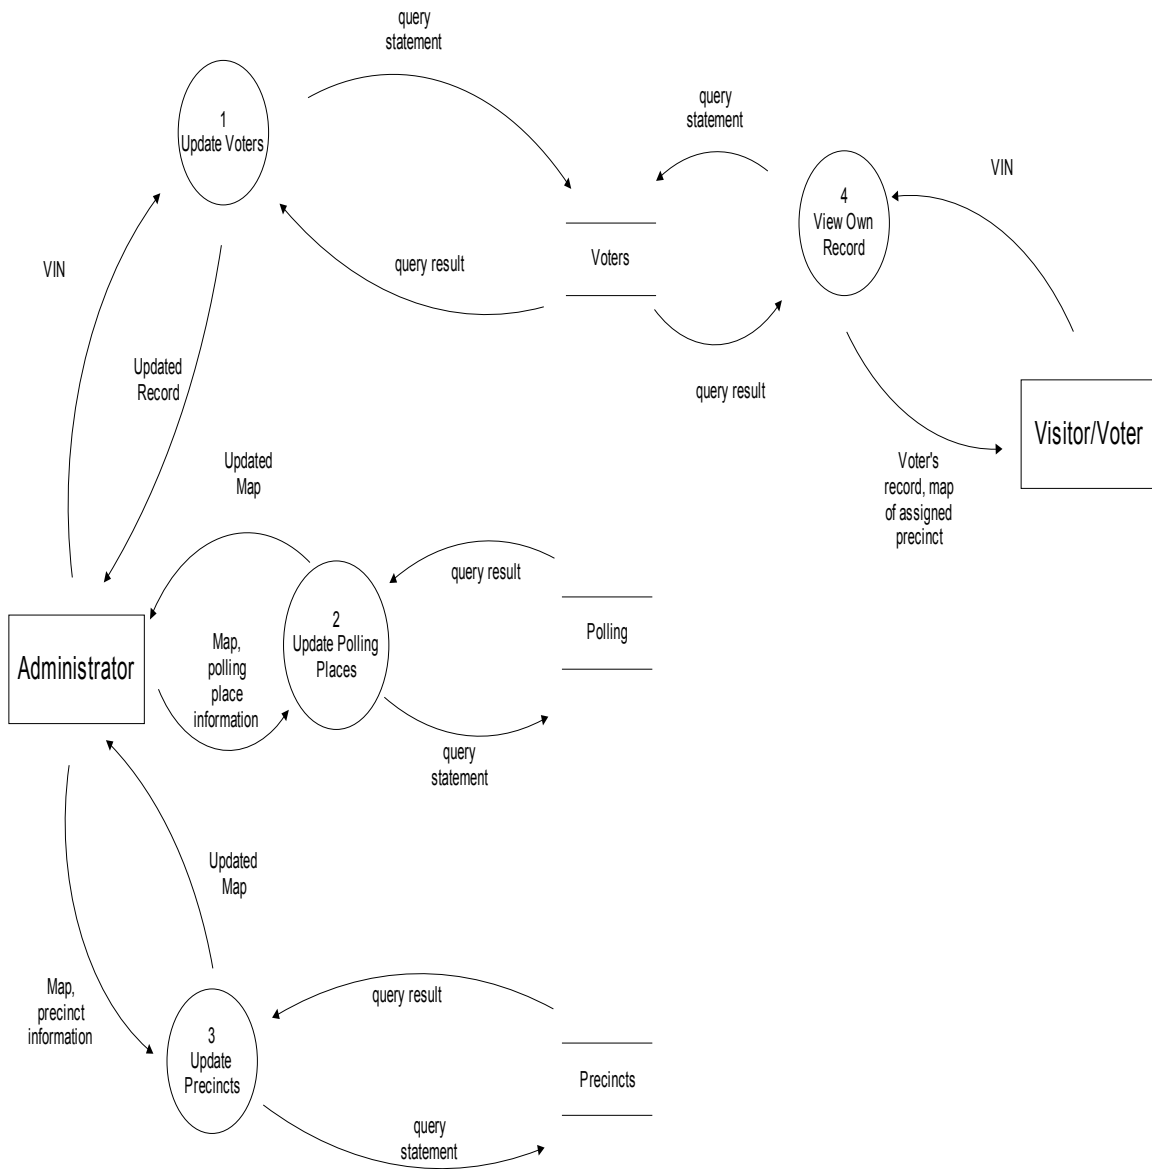 query
statement
1
Update Voters
query
statement
VIN
4
View Own
Record
VIN
query result
Voters
Updated
Record
query result
Visitor/Voter
Voter's
record, map
of assigned
precinct
Updated
Map
query result
2
Update Polling
Places
Polling
Administrator
Map,
polling
place
information
query
statement
Updated
Map
Map,
precinct
information
query result
3
Update
Precincts
Precincts
query
statement